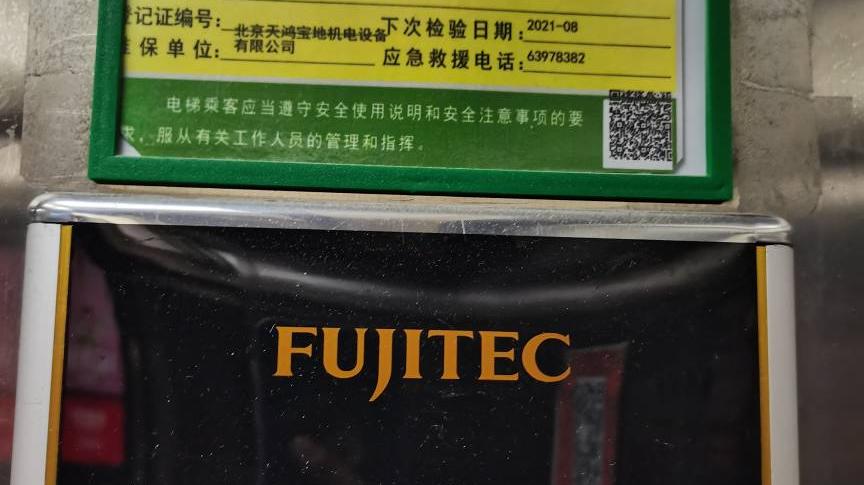 登记证编号: 下次检验日期: 2021-08
北京天鸿宝地机电设备
维保单位: 有限公司 应急救援电话: 63978382
电梯乘客应当遵守安全使用说明和安全注意事项的要
求，服从有关工作人员的管理和指挥。
FUJITEC